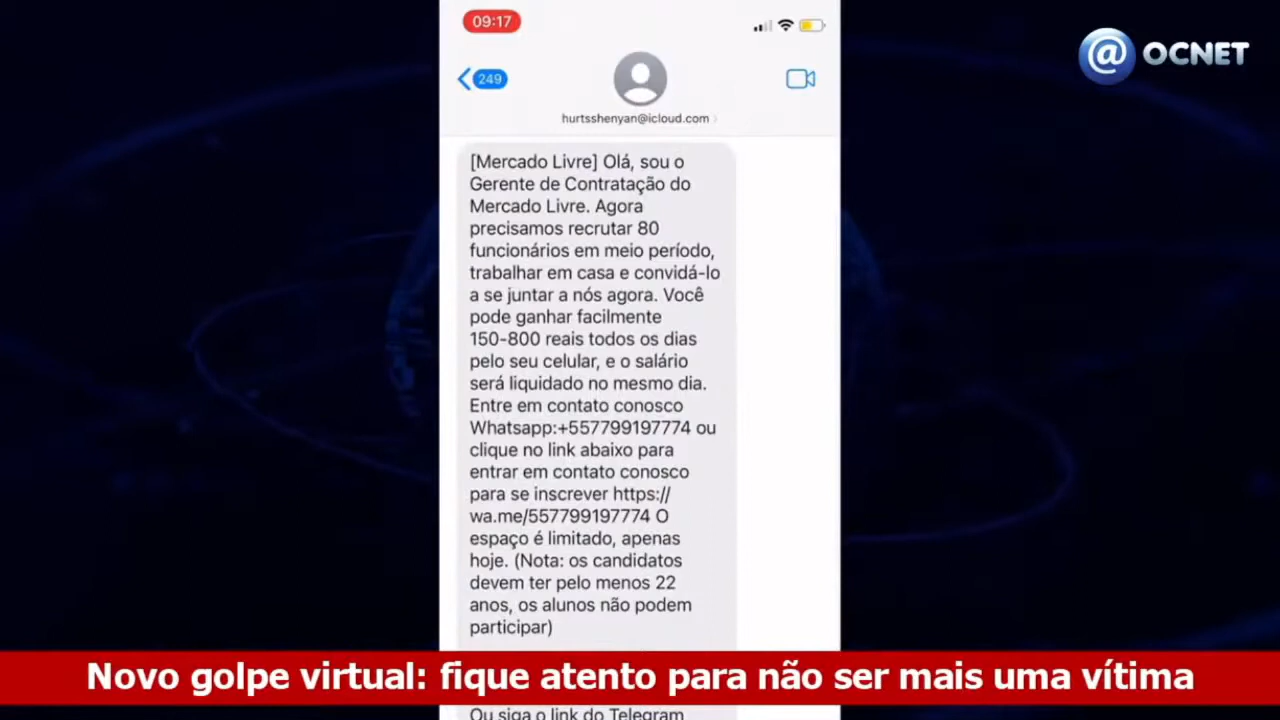 09:17
@ OCNET
249
hurtsshenyan@icloud.com
[Mercado Livre] Olá, sou o
Gerente de Contratação do
Mercado Livre. Agora
precisamos recrutar 80
funcionários em meio período,
trabalhar em casa e convidá-lo
a se juntar a nós agora. Você
pode ganhar facilmente
150-800 reais todos os dias
pelo seu celular, e o salário
será liquidado no mesmo dia.
Entre em contato conosco
Whatsapp:+557799197774 ou
clique no link abaixo para
entrar em contato conosco
para se inscrever https://
wa.me/557799197774 O
espaço é limitado, apenas
hoje. (Nota: os candidatos
devem ter pelo menos 22
anos, os alunos não podem
participar)
Novo golpe virtual: fique atento para não ser mais uma vítima
Ou siga o link do Telegram